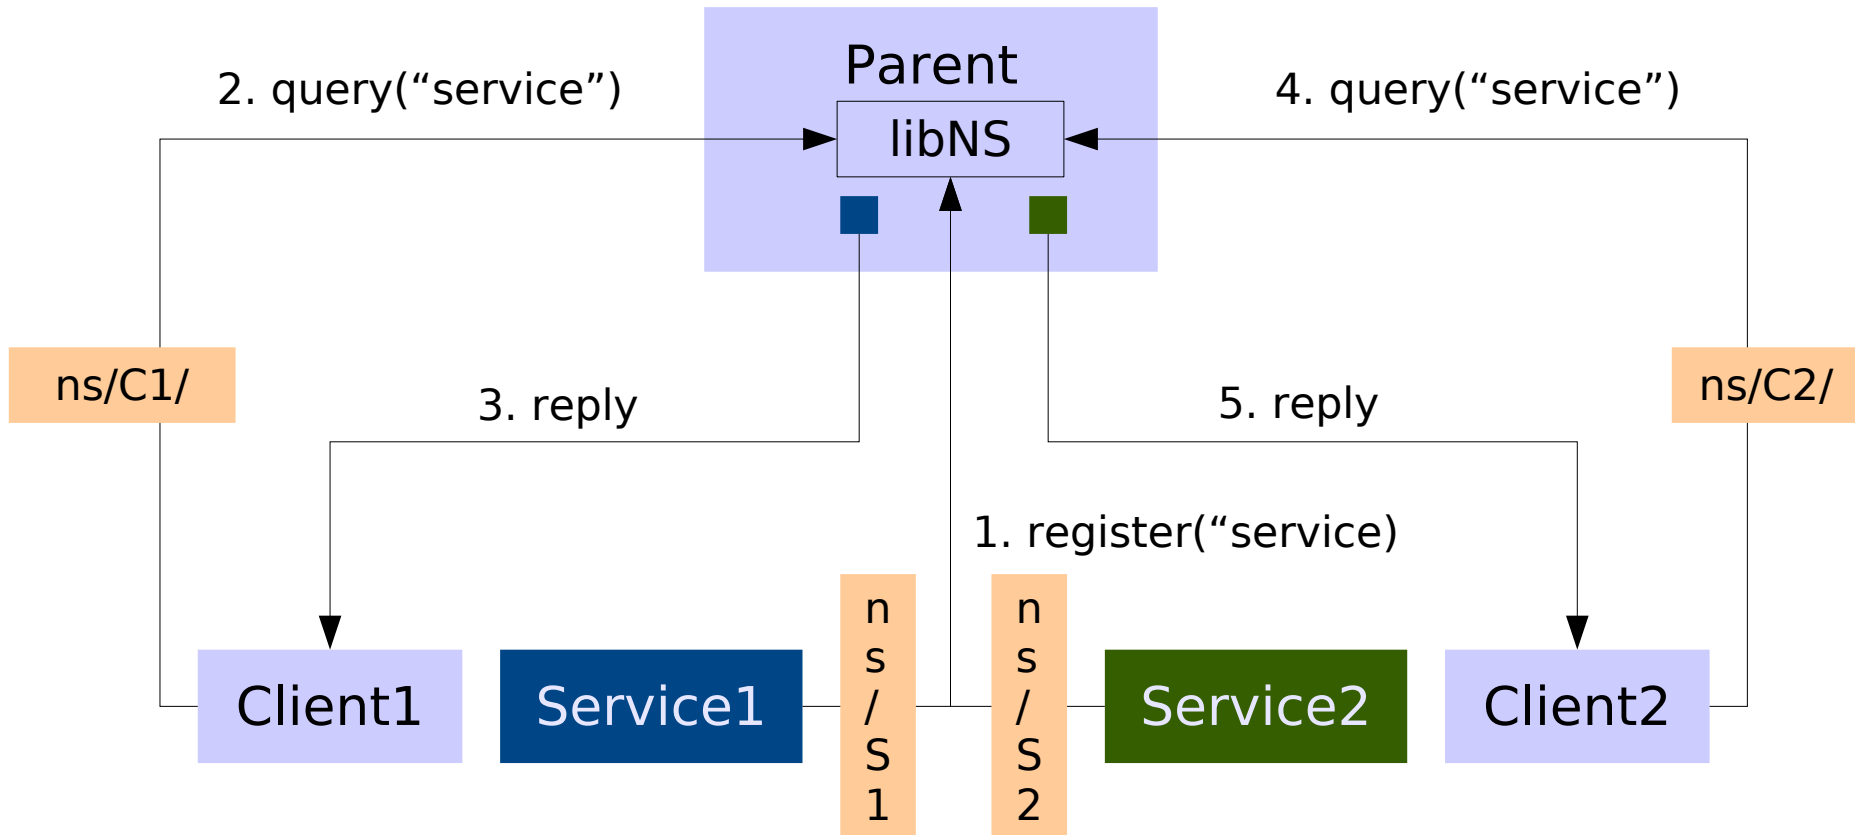 Parent
2. query(“service”)
4. query(“service”)
libNS
ns/C1/
ns/C2/
3. reply
5. reply
1. register(“service)
n
s
/
S
1
n
s
/
S
2
Client1
Service1
Service2
Client2